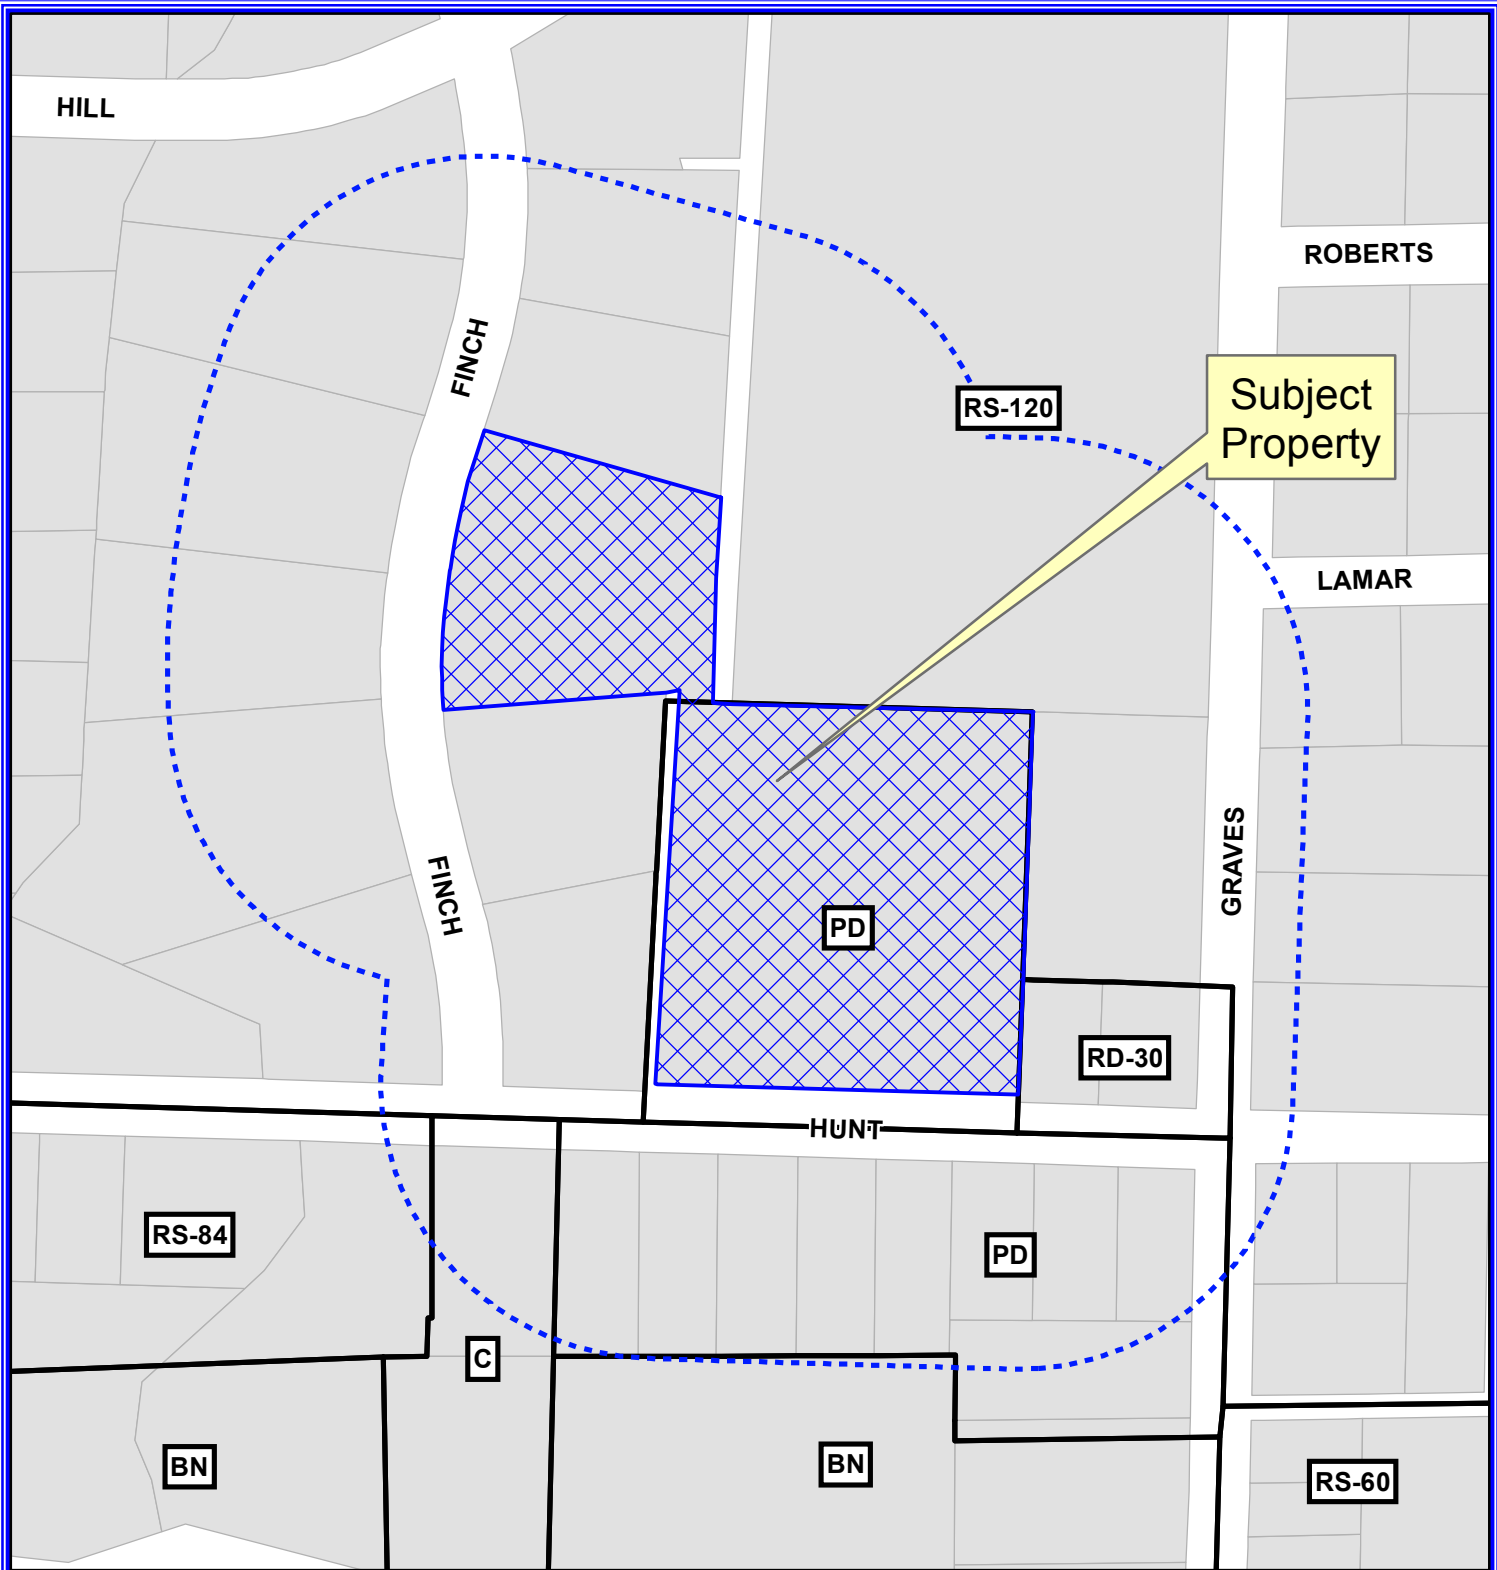 HILL
ROBERTS
FINCH
RS-120
Subject
Property
LAMAR
GRAVES
FINCH
PD
RD-30
HUNT
RS-84
PD
C
BN
BN
RS-60